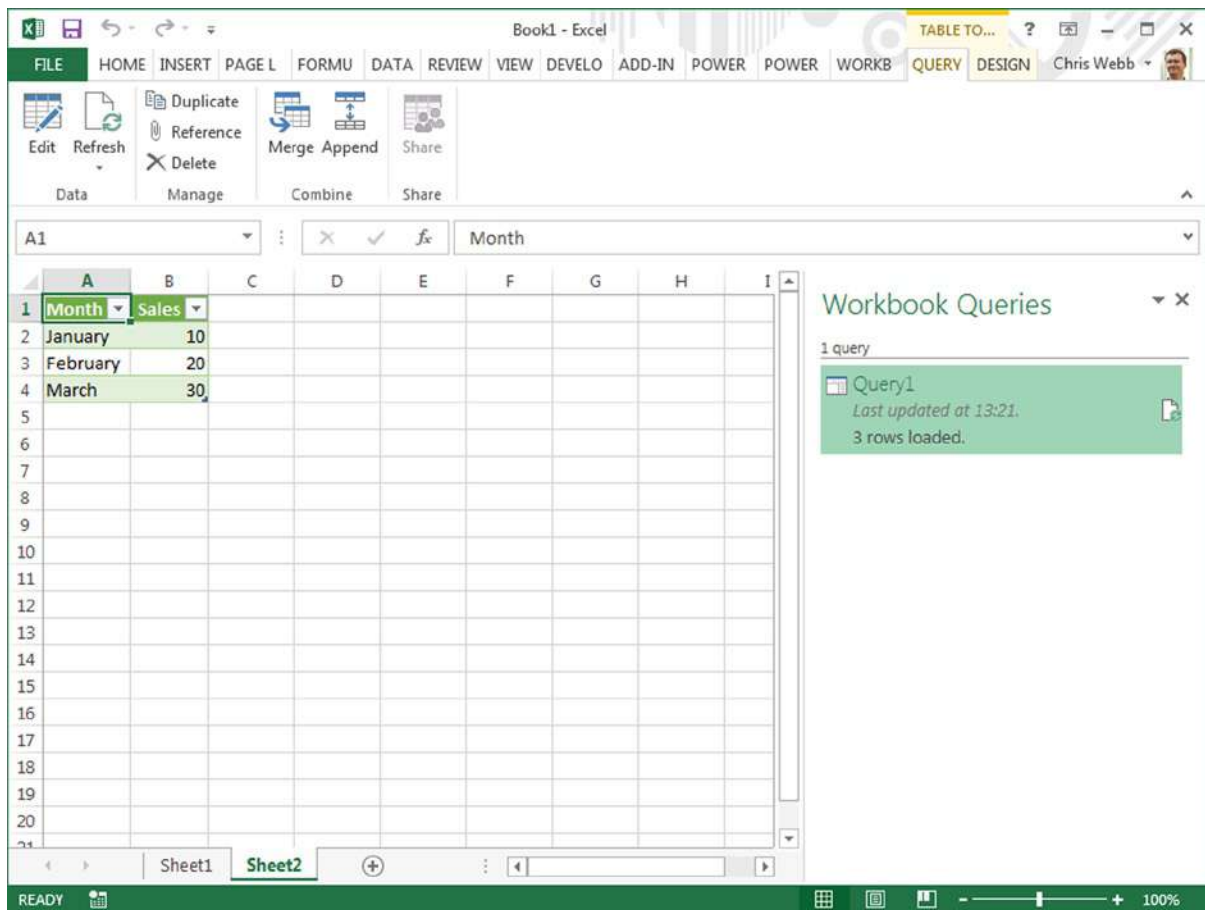 Book1 - Excel
TABLE TO... ?
FILE HOME INSERT PAGE L FORMU DATA REVIEW VIEW DEVELO ADD-IN POWER POWER WORKB QUERY DESIGN Chris Webb
Edit Refresh Duplicate Reference Delete Merge Append Share
Data Manage Combine Share
A1 fx Month
A B C D E F G H I
1 Month Sales
2 January 10
3 February 20
4 March 30
5
6
7
8
9
10
11
12
13
14
15
16
17
18
19
20
21
Workbook Queries
1 query
Query1
Last updated at 13:21.
3 rows loaded.
Sheet1 Sheet2
READY 100%